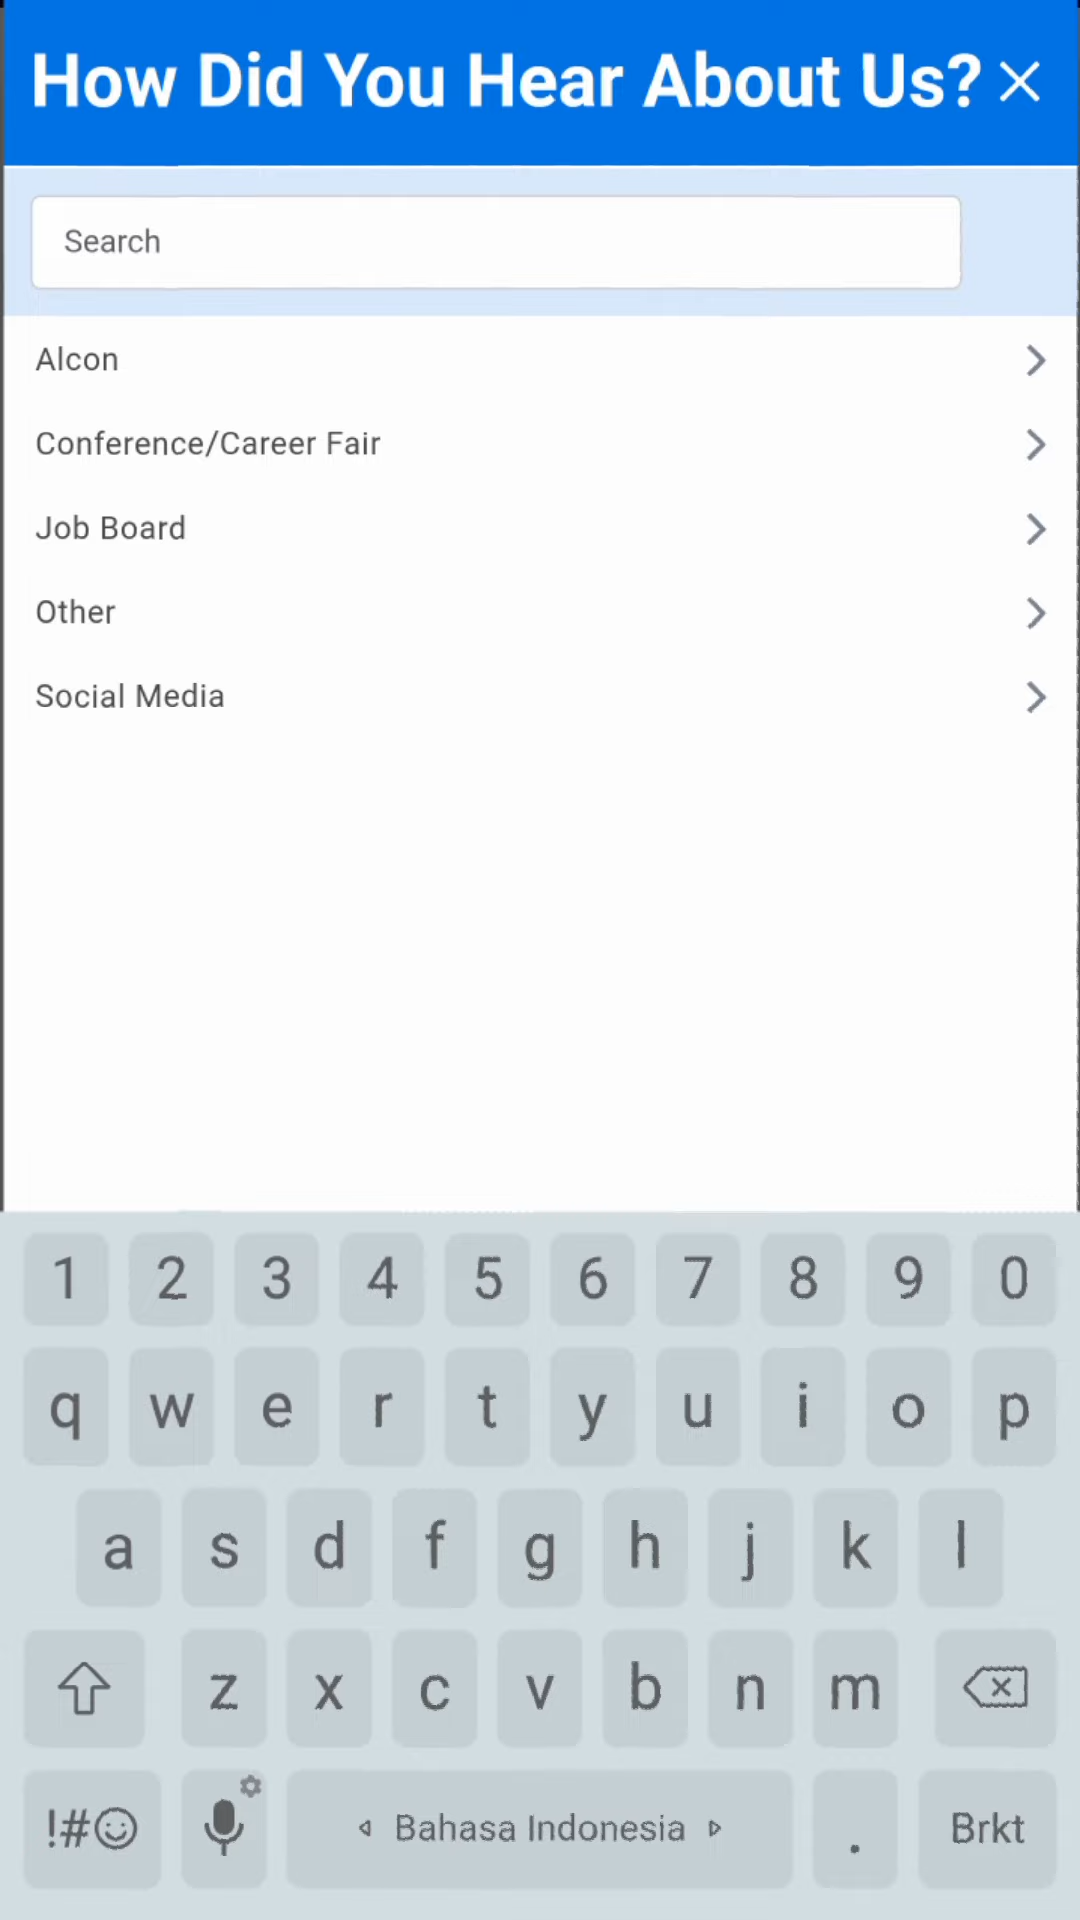 How Did You Hear About Us?
Search
Alcon
Conference/Career Fair
Job Board
Other
Social Media
1 2 3 4 5 6 7 8 9 0
q w e r t y u i o p
a s d f g h j k l
z x c v b n m
!#☺ Bahasa Indonesia . Brkt